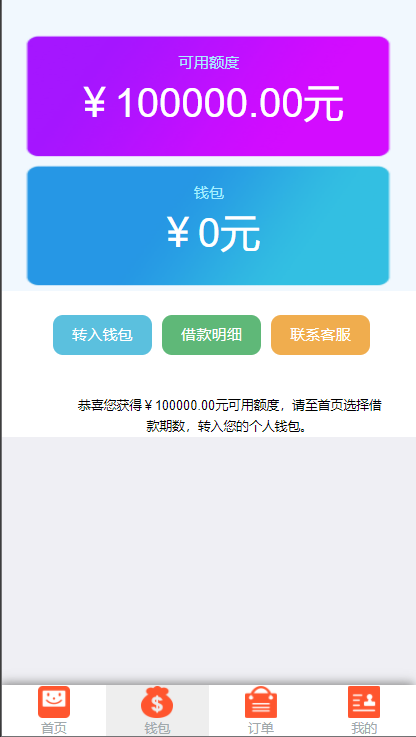 可用额度
￥100000.00元
钱包
￥0元
转入钱包
借款明细
联系客服
恭喜您获得￥100000.00元可用额度，请至首页选择借
款期数，转入您的个人钱包。
首页
钱包
订单
我的